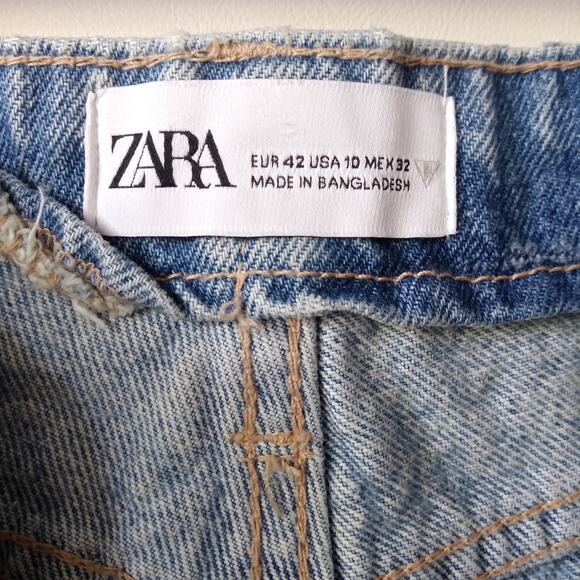 ZARA
EUR 42 USA 10 MEX 32
MADE IN BANGLADESH